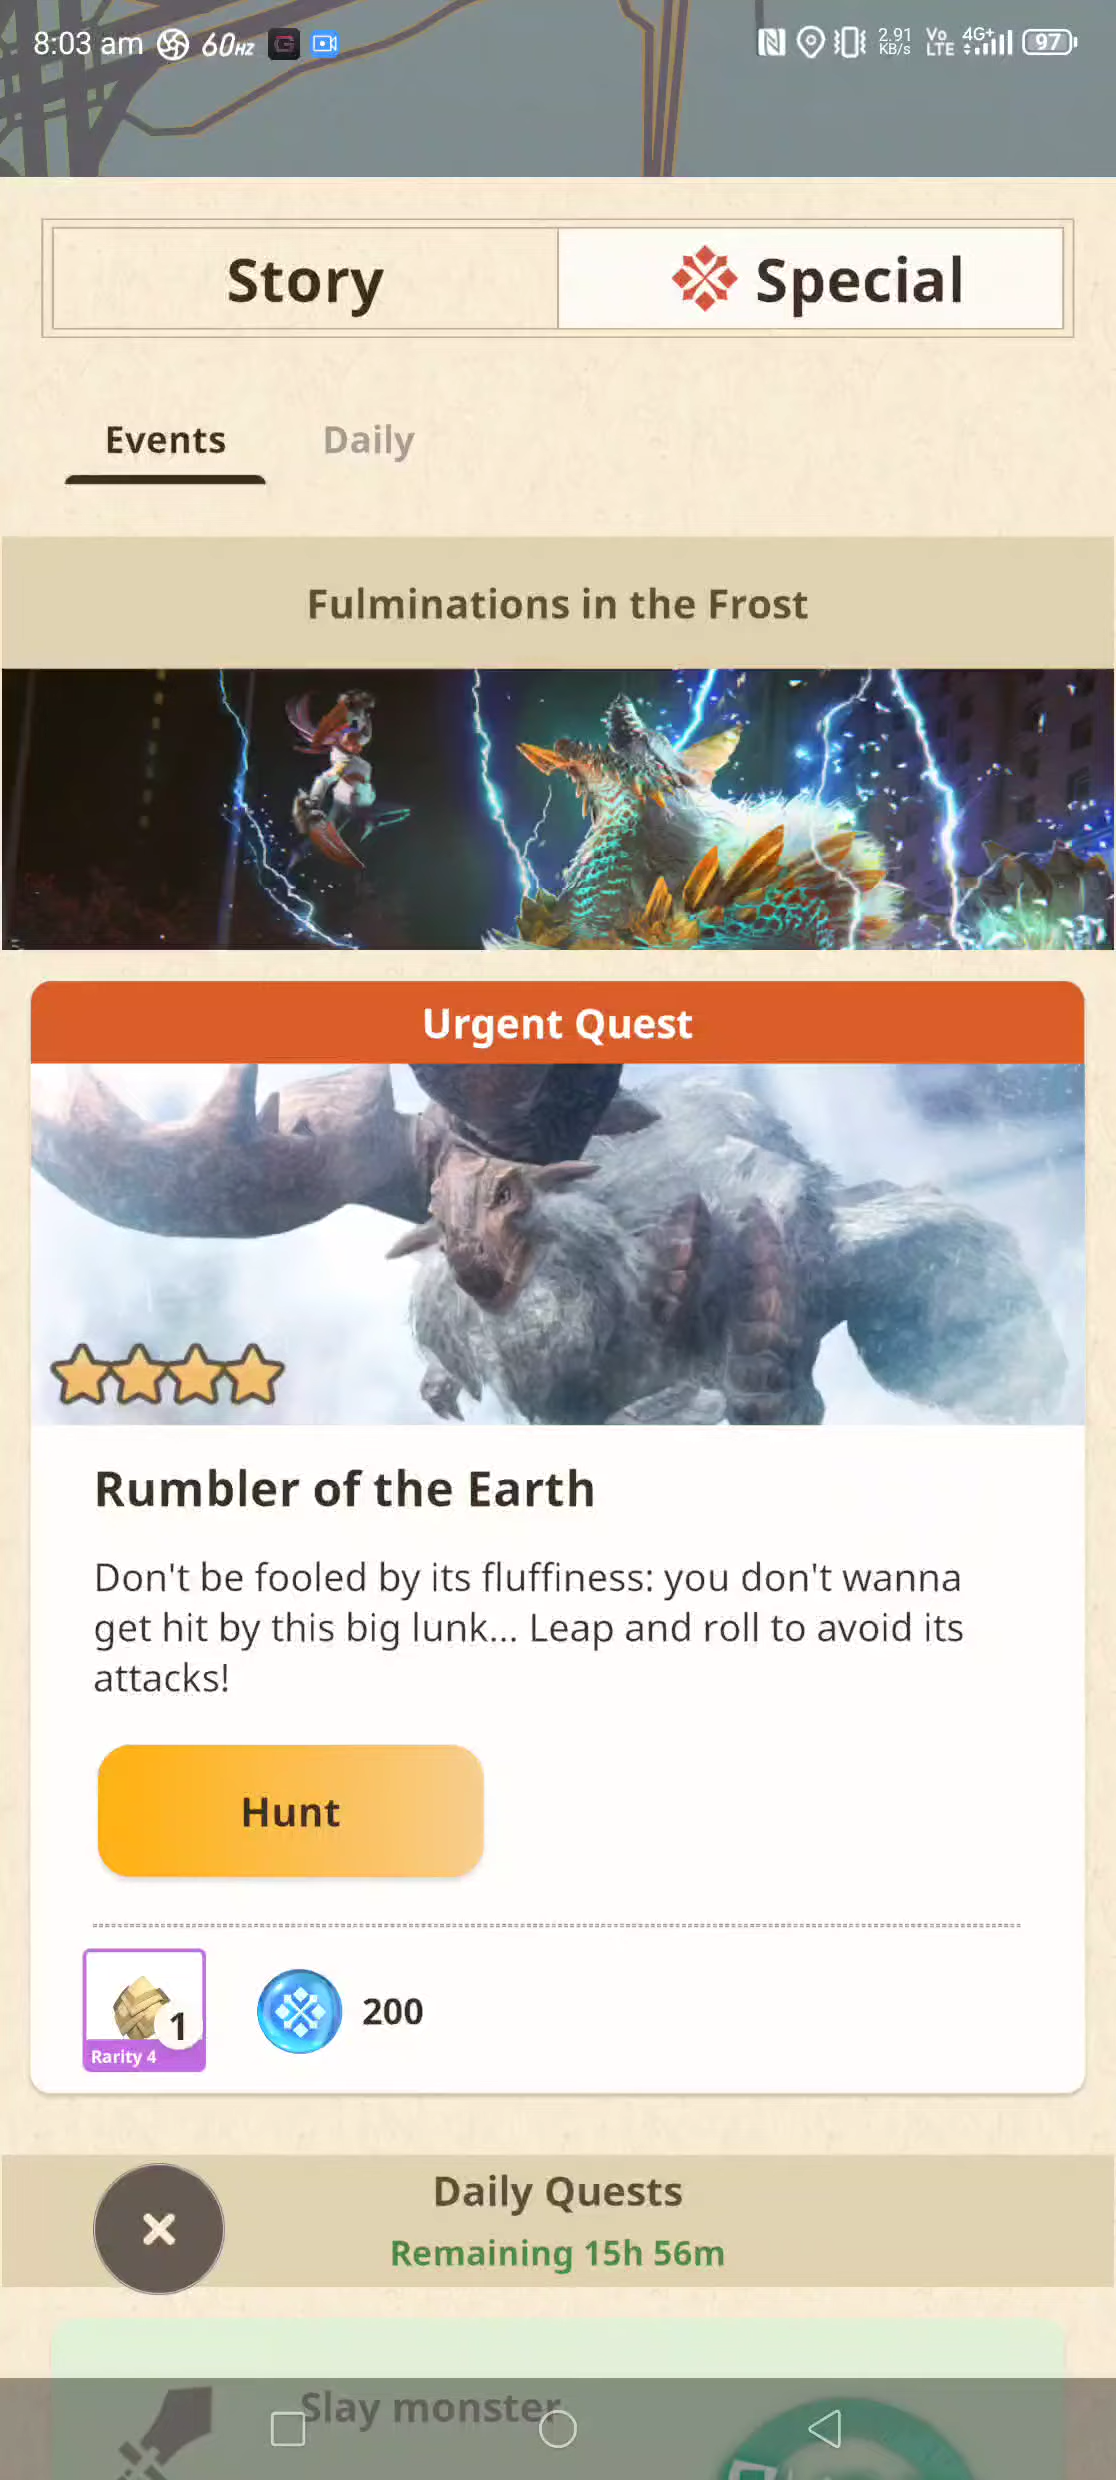 8:03 am 60HZ G 2.91 KB/s Vo LTE 4G+ 97
Story
Special
Events
Daily
Fulminations in the Frost
Urgent Quest
Rumbler of the Earth
Don't be fooled by its fluffiness: you don't wanna
get hit by this big lunk... Leap and roll to avoid its
attacks!
Hunt
1
Rarity 4
200
Daily Quests
Remaining 15h 56m
Slay monster